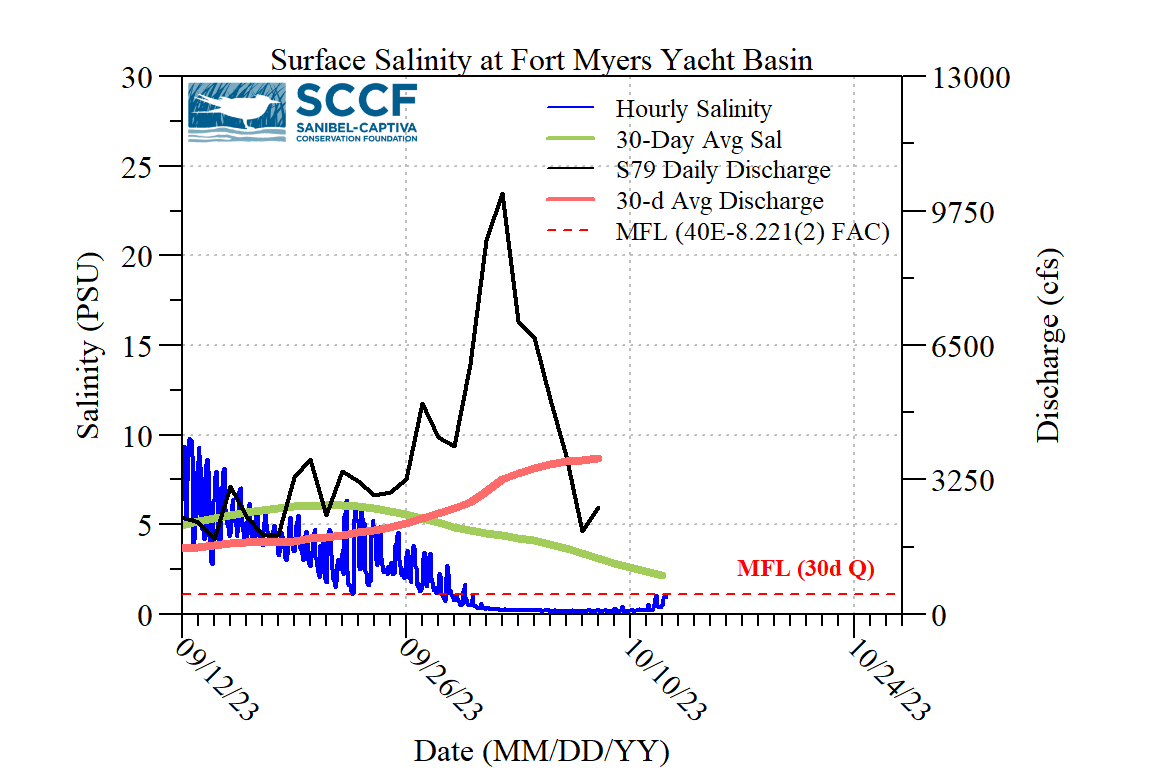 Surface Salinity at Fort Myers Yacht Basin
SCCF
SANIBEL-CAPTIVA
CONSERVATION FOUNDATION
Hourly Salinity
30-Day Avg Sal
S79 Daily Discharge
30-d Avg Discharge
MFL (40E-8.221(2) FAC)
30
25
20
15
10
5
0
Salinity (PSU)
13000
9750
6500
3250
0
Discharge (cfs)
MFL (30d Q)
09/12/23
09/26/23
10/10/23
10/24/23
Date (MM/DD/YY)